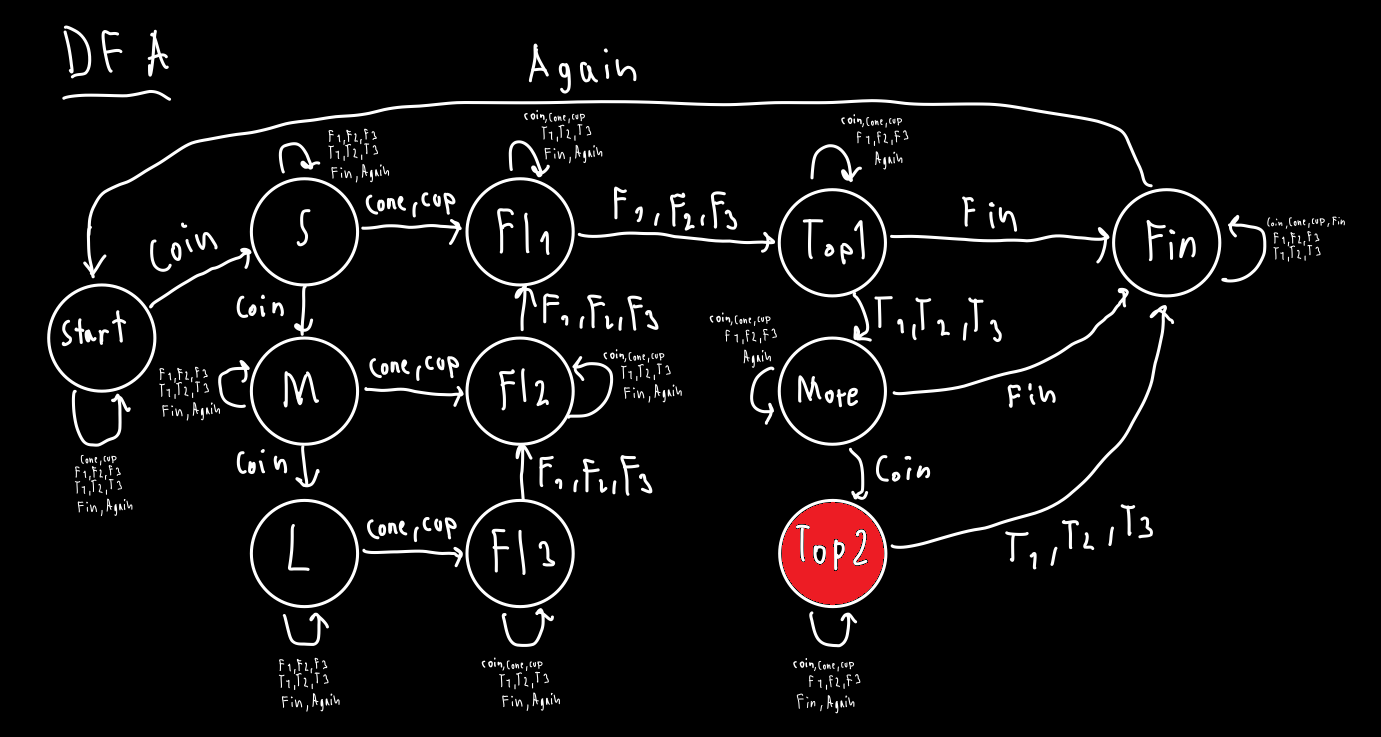 DFA
Again
F1,F2,F3
T1,T2,T3
Fin,Again
coin,Cone,cup
T1,T2,T3
Fin,Again
coin,Cone,cup
F1,F2,F3
Again
Coin
S
Cone,cup
Fl1
F1,F2,F3
Top1
Fin
Fin
Coin,Cone,cup,Fin
F1,F2,F3
T1,T2,T3
Start
Coin
F1,F2,F3
T1,T2,T3
coin,Cone,cup
F1,F2,F3
Again
F1,F2,F3
T1,T2,T3
Fin,Again
M
Cone,cup
Fl2
coin,Cone,cup
T1,T2,T3
Fin,Again
More
Fin
Cone,cup
F1,F2,F3
T1,T2,T3
Fin,Again
Coin
F1,F2,F3
Coin
L
Cone,cup
Fl3
Top2
T1,T2,T3
F1,F2,F3
T1,T2,T3
Fin,Again
coin,Cone,cup
T1,T2,T3
Fin,Again
coin,Cone,cup
F1,F2,F3
Fin,Again